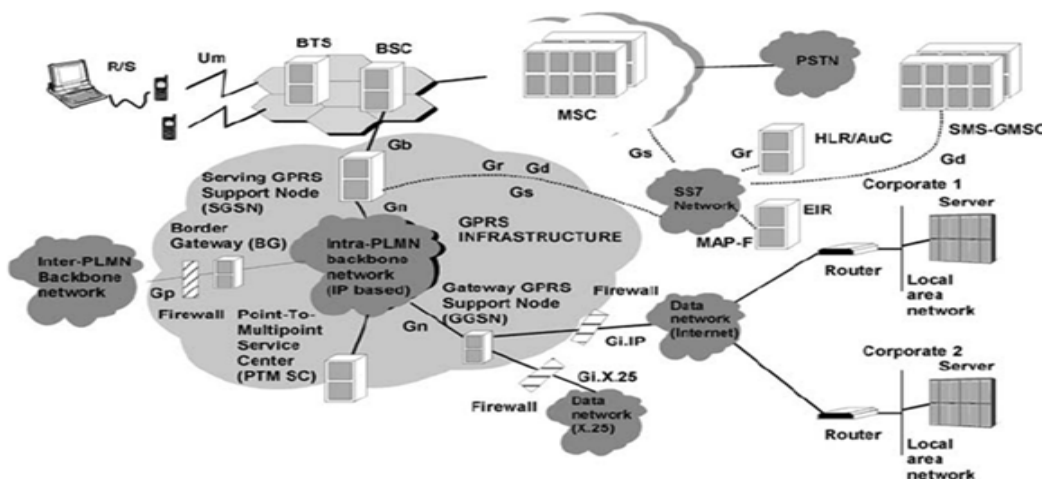 R/S
Um
BTS
BSC
MSC
PSTN
SMS-GMSC
HLR/AuC
Gs
Gr
Gd
SS7
Network
EIR
MAP-F
Gb
Gr
Gd
Gs
Serving GPRS
Support Node
(SGSN)
Gn
GPRS
INFRASTRUCTURE
Border
Gateway (BG)
Intra-PLMN
backbone
network
(IP based)
Inter-PLMN
Backbone
network
Gp
Firewall
Point-To-
Multipoint
Service
Center
(PTM SC)
Gateway GPRS
Support Node
(GGSN)
Gn
Firewall
Gi.IP
Data
network
(Internet)
Gi.X.25
Firewall
Data
network
(X.25)
Corporate 1
Server
Router
Local
area
network
Corporate 2
Server
Router
Local
area
network